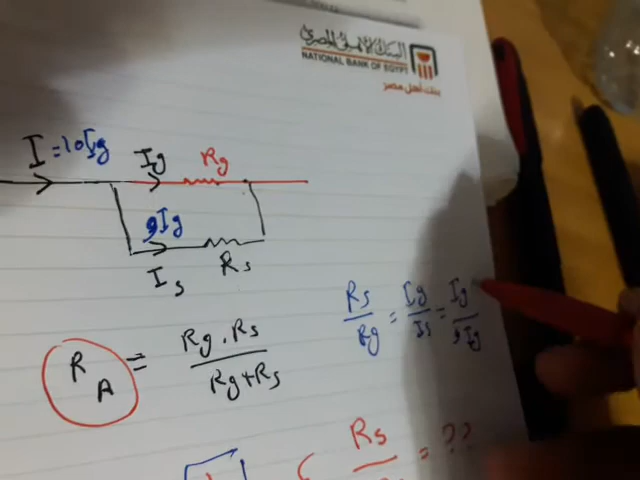 البنك الأهلي المصري
NATIONAL BANK OF EGYPT
بنك أهل مصر
I = 10Ig
Ig
Rg
9Ig
Is
Rs
Rs/Rg = Ig/Is = Ig/9Ig
RA = Rg . Rs / Rg + Rs
Rs
= ??